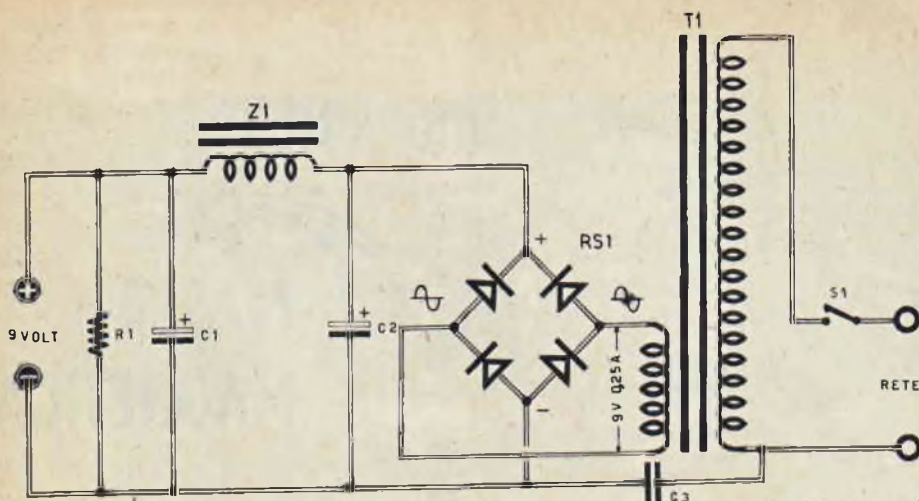 T1
Z1
+
RS1
S1
+
9 VOLT
R1
+
C1
+
C2
9V 0,25A
RETE
-
-
C3